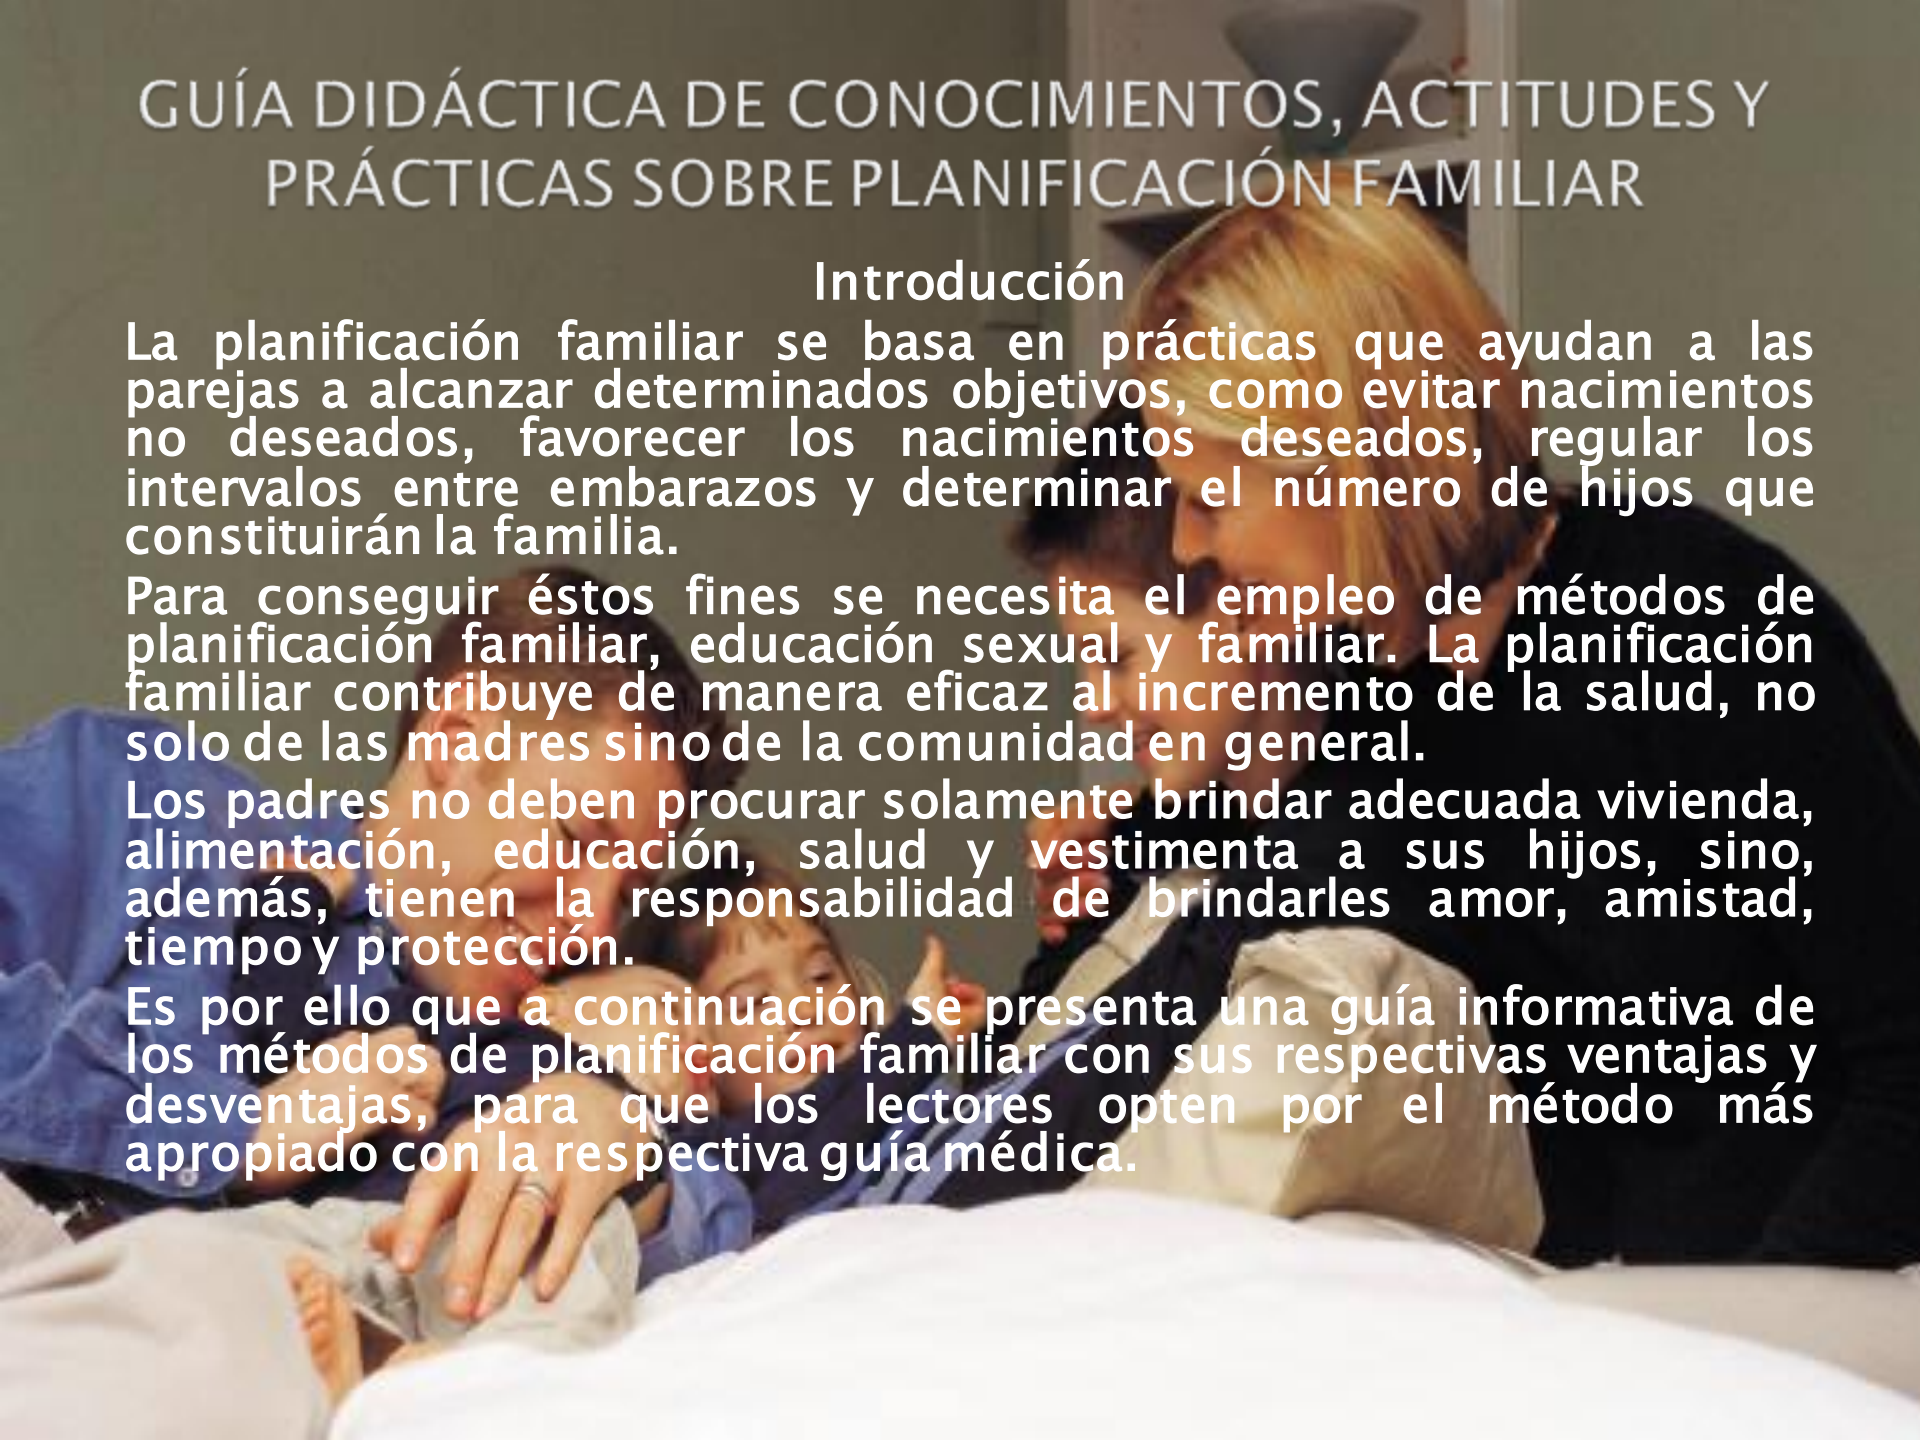 GUÍA DIDÁCTICA DE CONOCIMIENTOS, ACTITUDES Y
PRÁCTICAS SOBRE PLANIFICACIÓN FAMILIAR
Introducción
La planificación familiar se basa en prácticas que ayudan a las
parejas a alcanzar determinados objetivos, como evitar nacimientos
no deseados, favorecer los nacimientos deseados, regular los
intervalos entre embarazos y determinar el número de hijos que
constituirán la familia.
Para conseguir éstos fines se necesita el empleo de métodos de
planificación familiar, educación sexual y familiar. La planificación
familiar contribuye de manera eficaz al incremento de la salud, no
solo de las madres sino de la comunidad en general.
Los padres no deben procurar solamente brindar adecuada vivienda,
alimentación, educación, salud y vestimenta a sus hijos, sino,
además, tienen la responsabilidad de brindarles amor, amistad,
tiempo y protección.
Es por ello que a continuación se presenta una guía informativa de
los métodos de planificación familiar con sus respectivas ventajas y
desventajas, para que los lectores opten por el método más
apropiado con la respectiva guía médica.